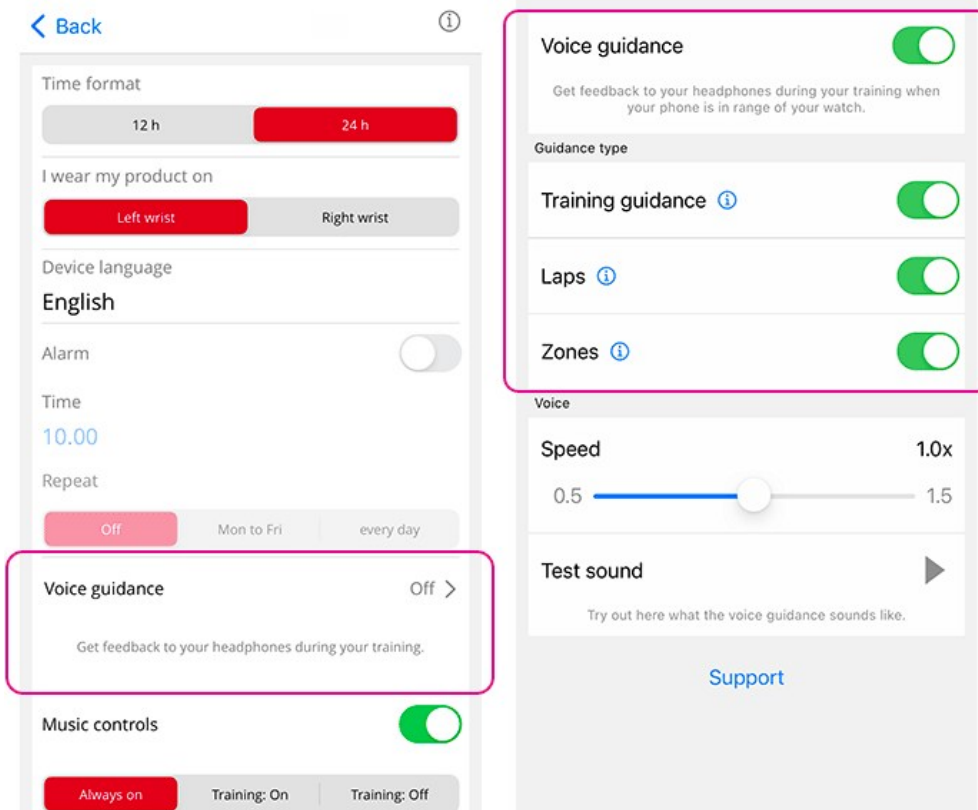 Back
Time format
12 h
24 h
I wear my product on
Left wrist
Right wrist
Device language
English
Alarm
Time
10.00
Repeat
Off
Mon to Fri
every day
Voice guidance
Off
Get feedback to your headphones during your training.
Music controls
Always on
Training: On
Training: Off
Voice guidance
Get feedback to your headphones during your training when
your phone is in range of your watch.
Guidance type
Training guidance
Laps
Zones
Voice
Speed
1.0x
0.5
1.5
Test sound
Try out here what the voice guidance sounds like.
Support